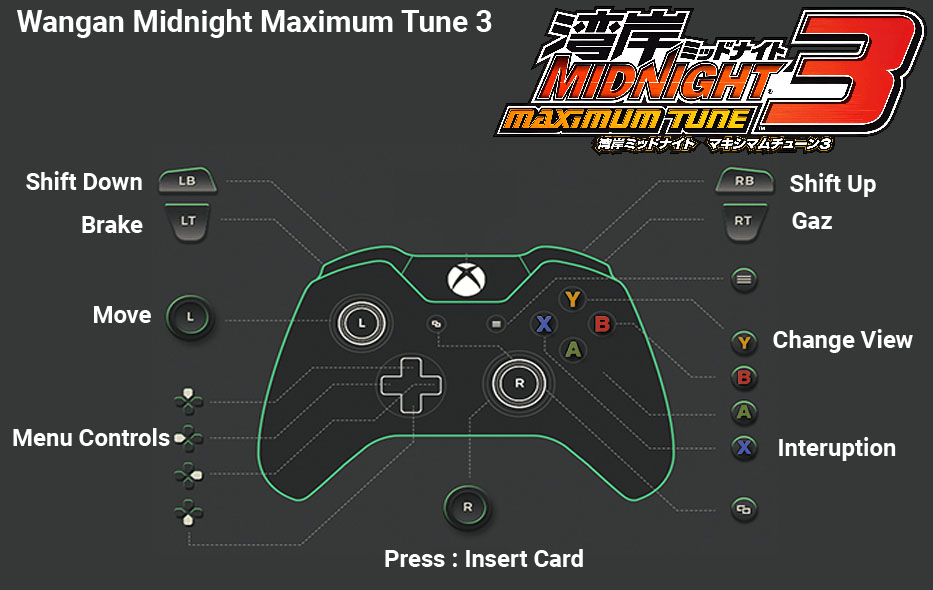 Wangan Midnight Maximum Tune 3
湾岸
ミッドナイト
MIDNIGHT
3
MAXIMUM TUNE
TM
湾岸ミッドナイト マキシマムチューン3
Shift Down
LB
RB
Shift Up
Brake
LT
RT
Gaz
Move
L
L
Y
X
B
A
R
Y
Change View
B
A
Menu Controls
X
Interuption
R
Press : Insert Card